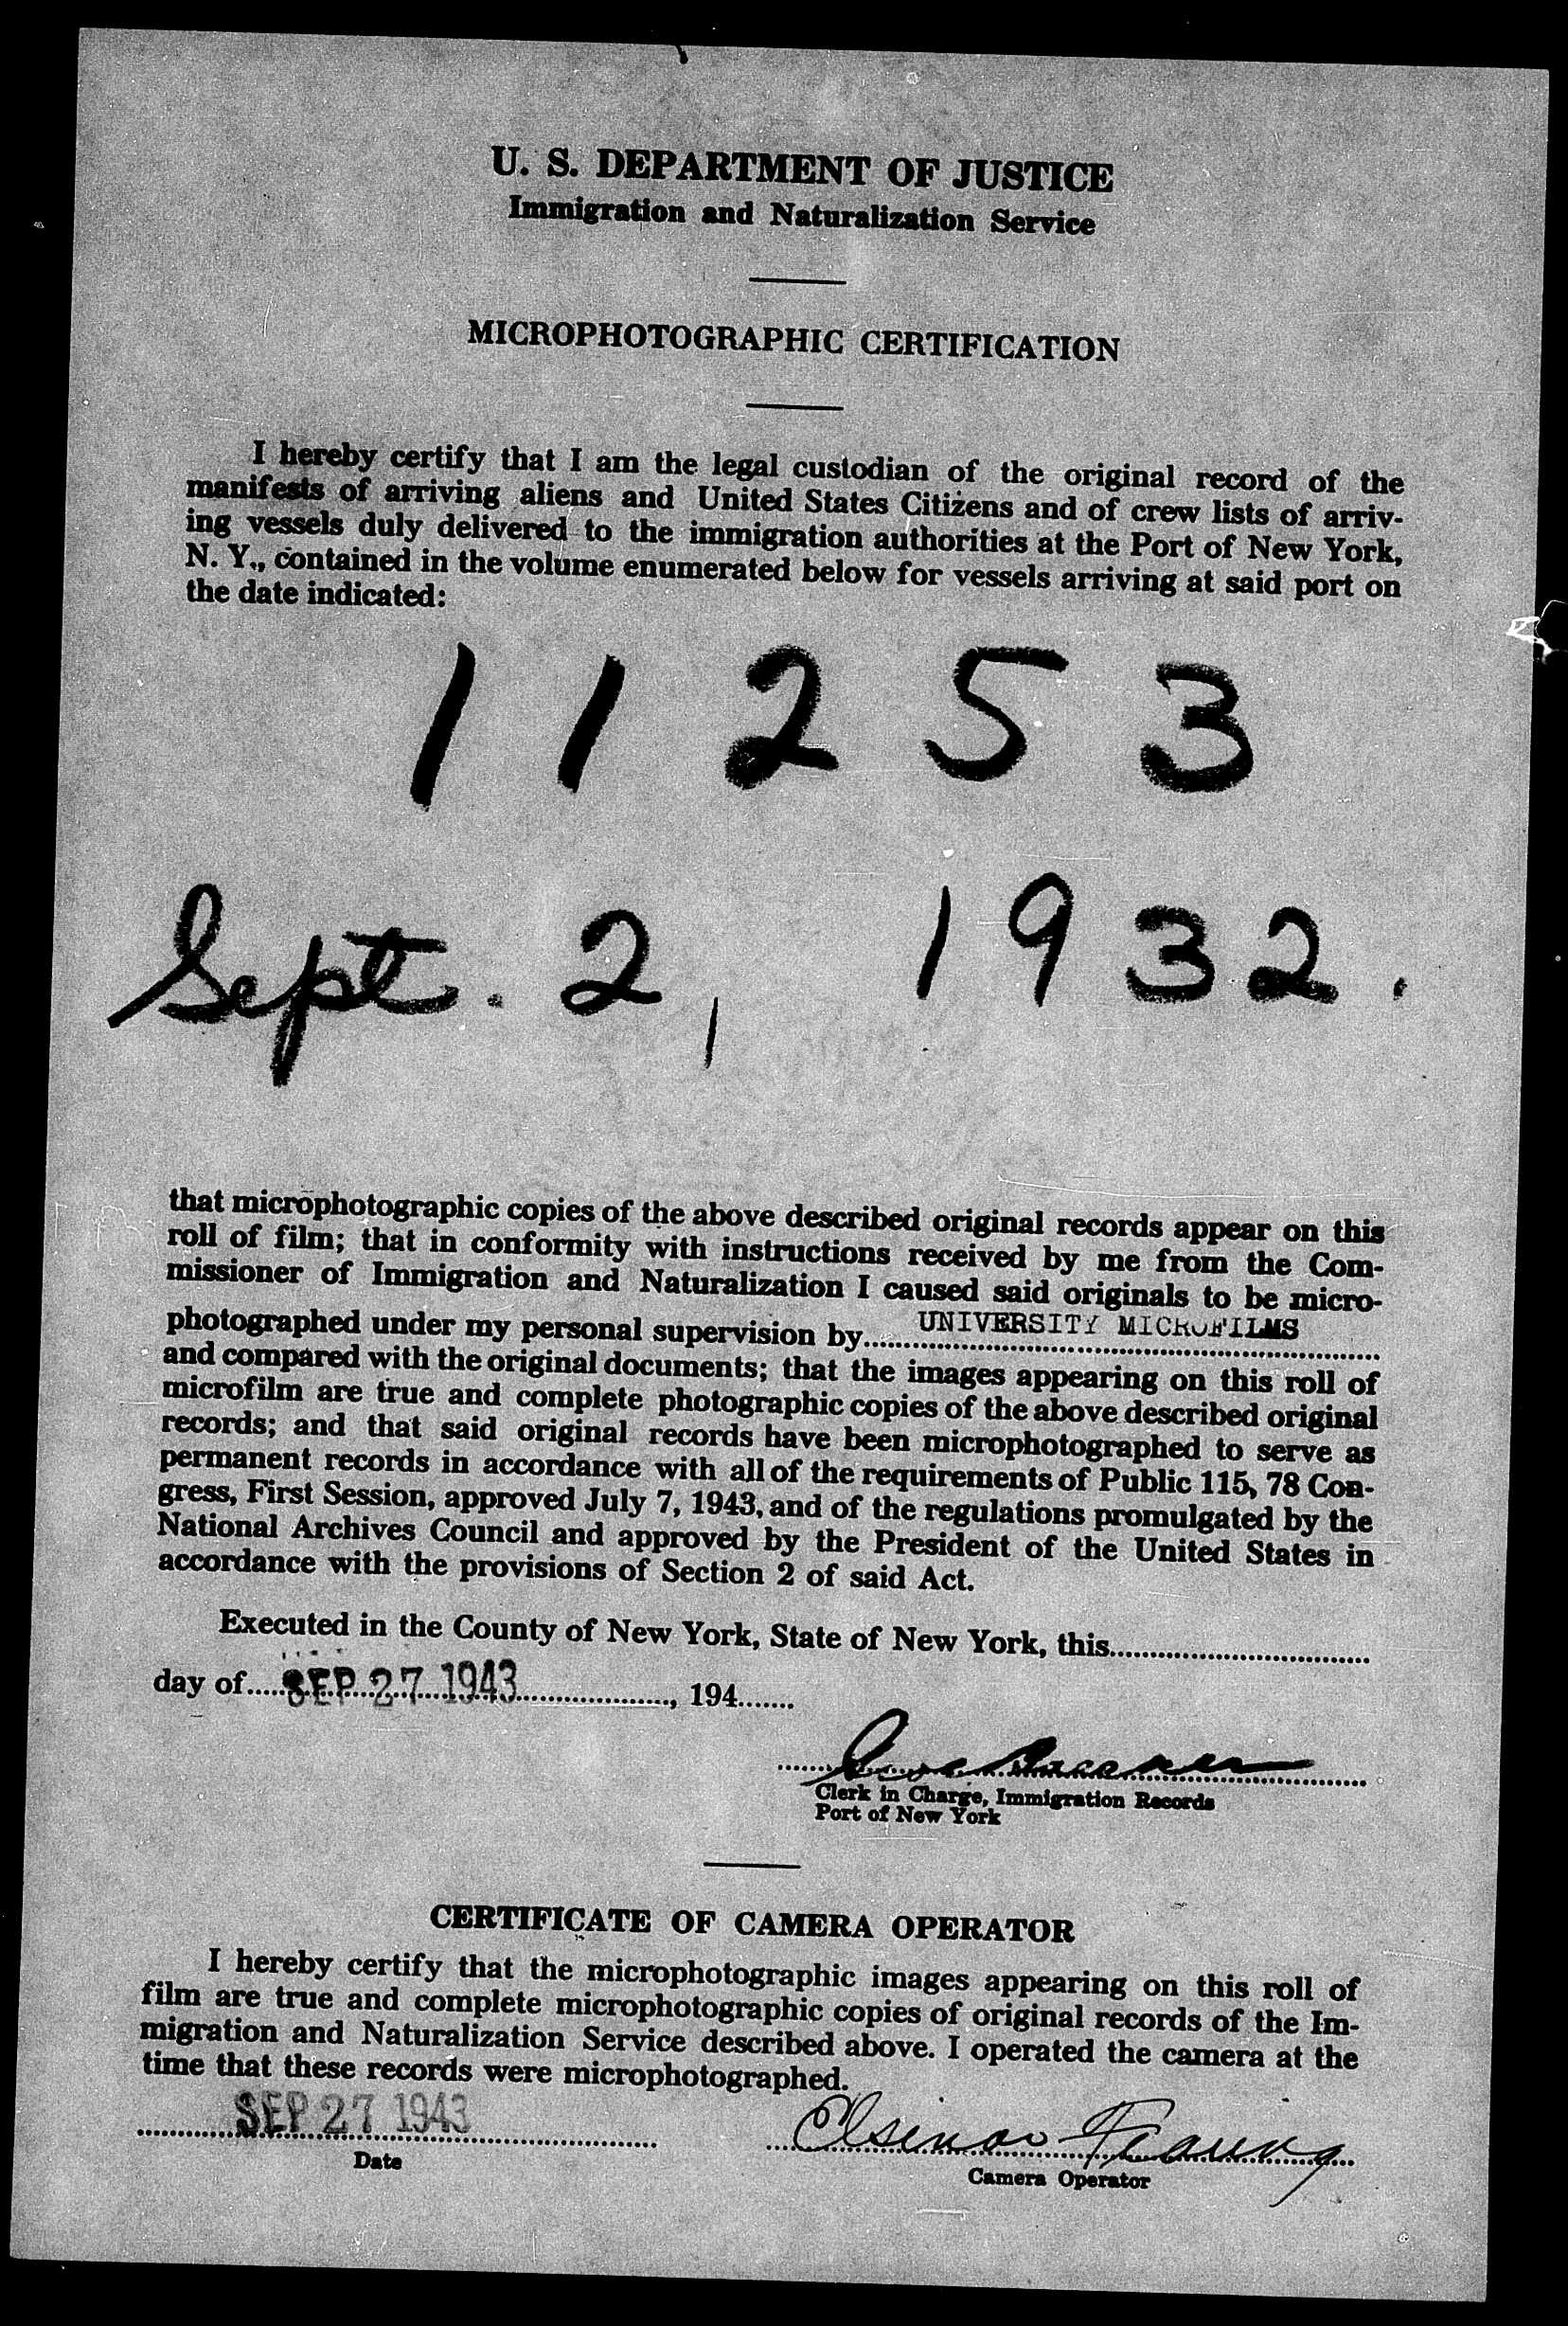 U. S. DEPARTMENT OF JUSTICE
Immigration and Naturalization Service
MICROPHOTOGRAPHIC CERTIFICATION
I hereby certify that I am the legal custodian of the original record of the
manifests of arriving aliens and United States Citizens and of crew lists of arriv-
ing vessels duly delivered to the immigration authorities at the Port of New York,
N. Y., contained in the volume enumerated below for vessels arriving at said port on
the date indicated:
11253
Sept. 2, 1932.
that microphotographic copies of the above described original records appear on this
roll of film; that in conformity with instructions received by me from the Com-
missioner of Immigration and Naturalization I caused said originals to be micro-
photographed under my personal supervision by UNIVERSITY MICROFILMS
and compared with the original documents; that the images appearing on this roll of
microfilm are true and complete photographic copies of the above described original
records; and that said original records have been microphotographed to serve as
permanent records in accordance with all of the requirements of Public 115, 78 Con-
gress, First Session, approved July 7, 1943, and of the regulations promulgated by the
National Archives Council and approved by the President of the United States in
accordance with the provisions of Section 2 of said Act.
Executed in the County of New York, State of New York, this
day of SEP 27 1943, 194
Clerk in Charge, Immigration Records
Port of New York
CERTIFICATE OF CAMERA OPERATOR
I hereby certify that the microphotographic images appearing on this roll of
film are true and complete microphotographic copies of original records of the Im-
migration and Naturalization Service described above. I operated the camera at the
time that these records were microphotographed.
SEP 27 1943
Date
Camera Operator